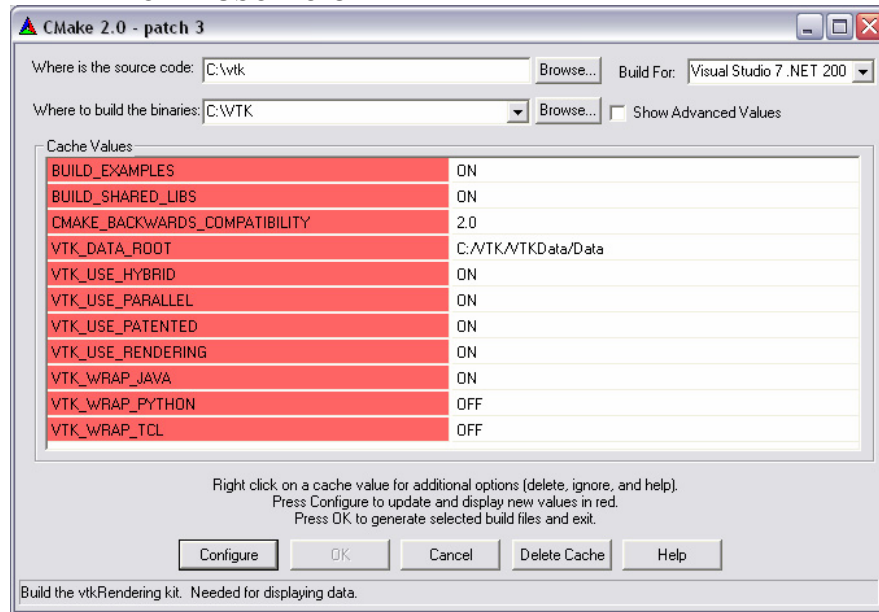 CMake 2.0 - patch 3
Where is the source code: C:\vtk Browse... Build For: Visual Studio 7 .NET 200
Where to build the binaries: C:\VTK Browse... Show Advanced Values
Cache Values
BUILD_EXAMPLES ON
BUILD_SHARED_LIBS ON
CMAKE_BACKWARDS_COMPATIBILITY 2.0
VTK_DATA_ROOT C:/VTK/VTKData/Data
VTK_USE_HYBRID ON
VTK_USE_PARALLEL ON
VTK_USE_PATENTED ON
VTK_USE_RENDERING ON
VTK_WRAP_JAVA ON
VTK_WRAP_PYTHON OFF
VTK_WRAP_TCL OFF
Right click on a cache value for additional options (delete, ignore, and help).
Press Configure to update and display new values in red.
Press OK to generate selected build files and exit.
Configure OK Cancel Delete Cache Help
Build the vtkRendering kit. Needed for displaying data.